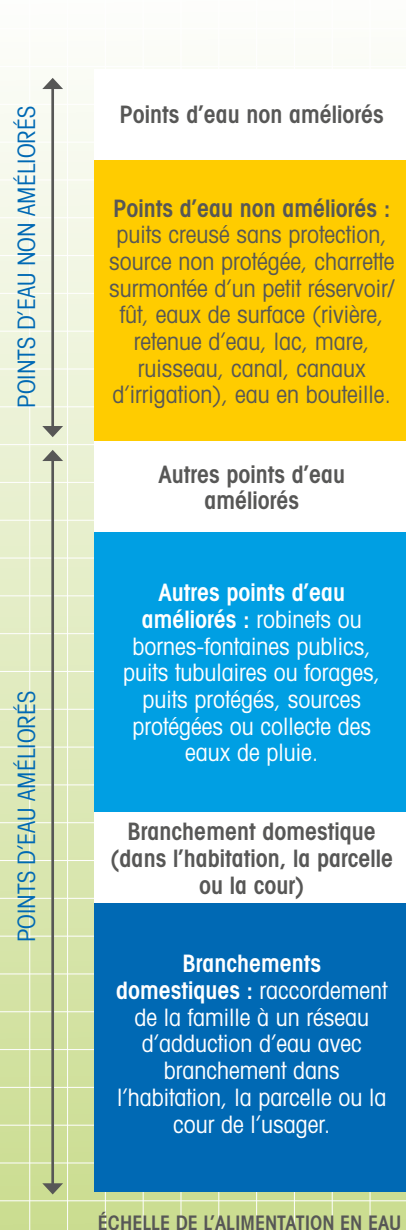 POINTS D'EAU NON AMÉLIORÉS
Points d'eau non améliorés
Points d'eau non améliorés :
puits creusé sans protection,
source non protégée, charrette
surmontée d'un petit réservoir/
fût, eaux de surface (rivière,
retenue d'eau, lac, mare,
ruisseau, canal, canaux
d'irrigation), eau en bouteille.
POINTS D'EAU AMÉLIORÉS
Autres points d'eau
améliorés
Autres points d'eau
améliorés : robinets ou
bornes-fontaines publics,
puits tubulaires ou forages,
puits protégés, sources
protégées ou collecte des
eaux de pluie.
Branchement domestique
(dans l'habitation, la parcelle
ou la cour)
Branchements
domestiques : raccordement
de la famille à un réseau
d'adduction d'eau avec
branchement dans
l'habitation, la parcelle ou la
cour de l'usager.
ÉCHELLE DE L'ALIMENTATION EN EAU